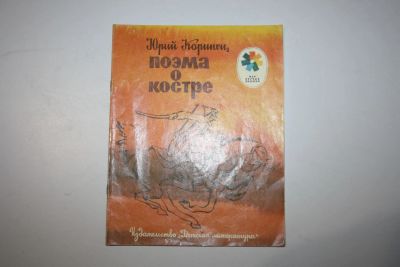 Юрий Коринец
поэма
о
костре
Издательство „Детская литература“